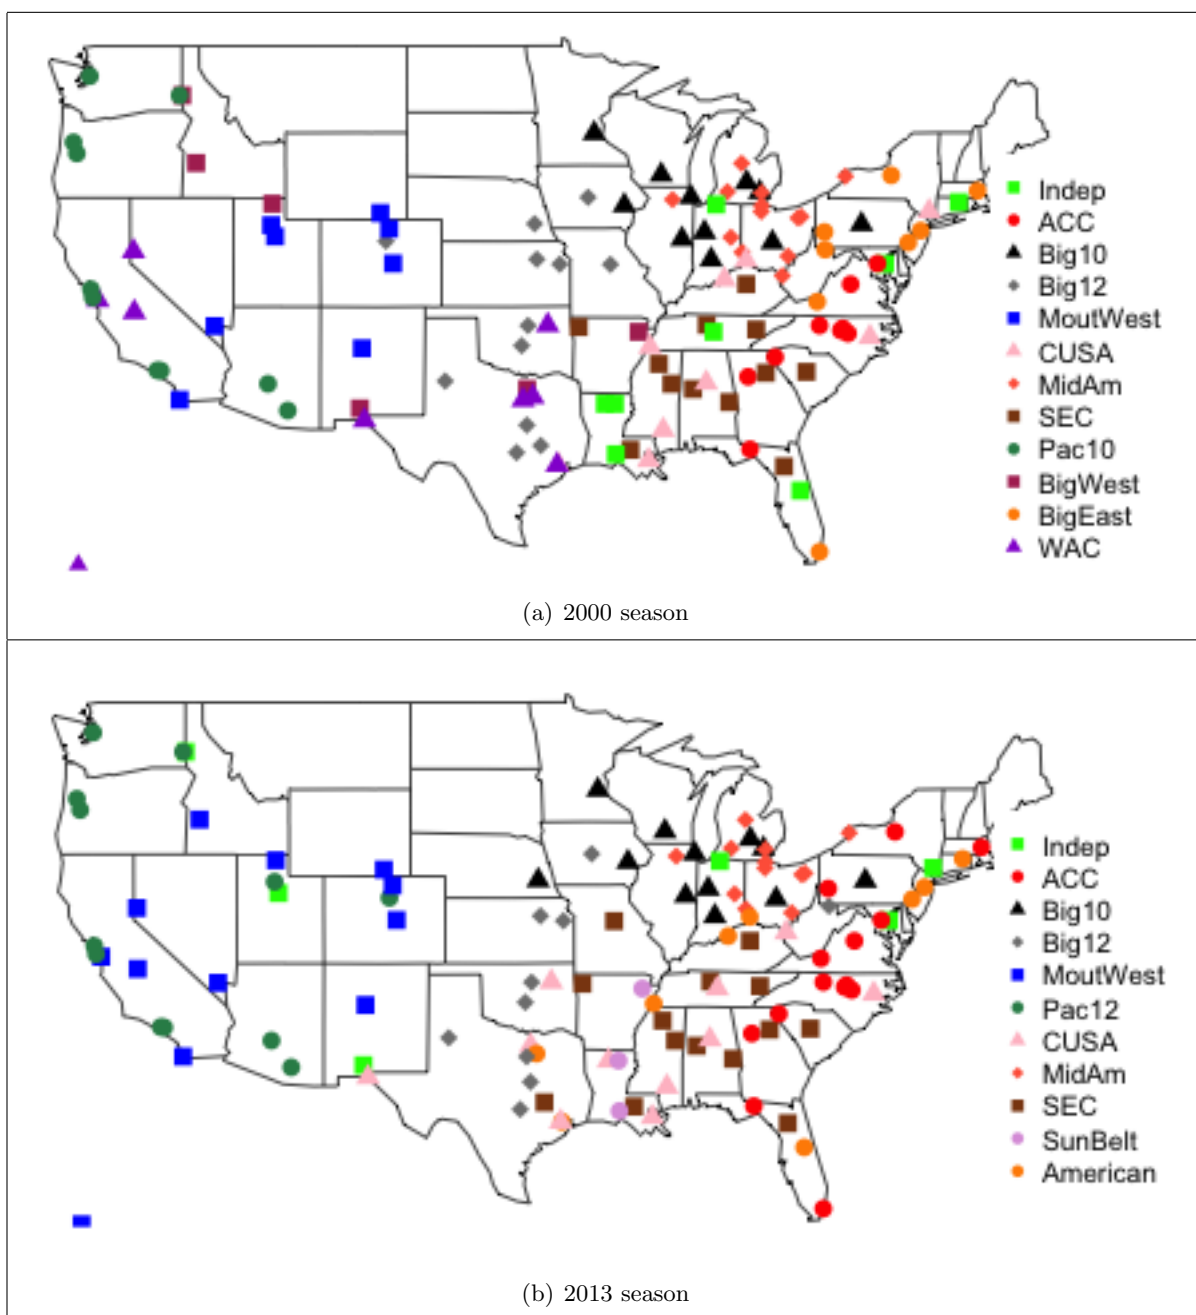 Indep
ACC
Big10
Big12
MoutWest
CUSA
MidAm
SEC
Pac10
BigWest
BigEast
WAC
(a) 2000 season
Indep
ACC
Big10
Big12
MoutWest
Pac12
CUSA
MidAm
SEC
SunBelt
American
(b) 2013 season